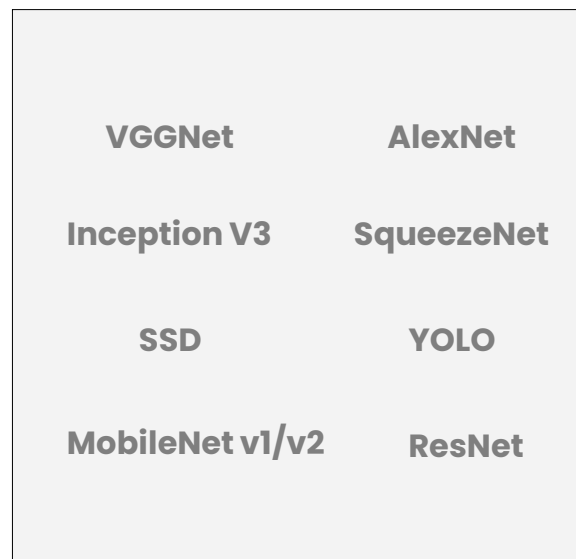 VGGNet AlexNet
Inception V3 SqueezeNet
SSD YOLO
MobileNet v1/v2 ResNet